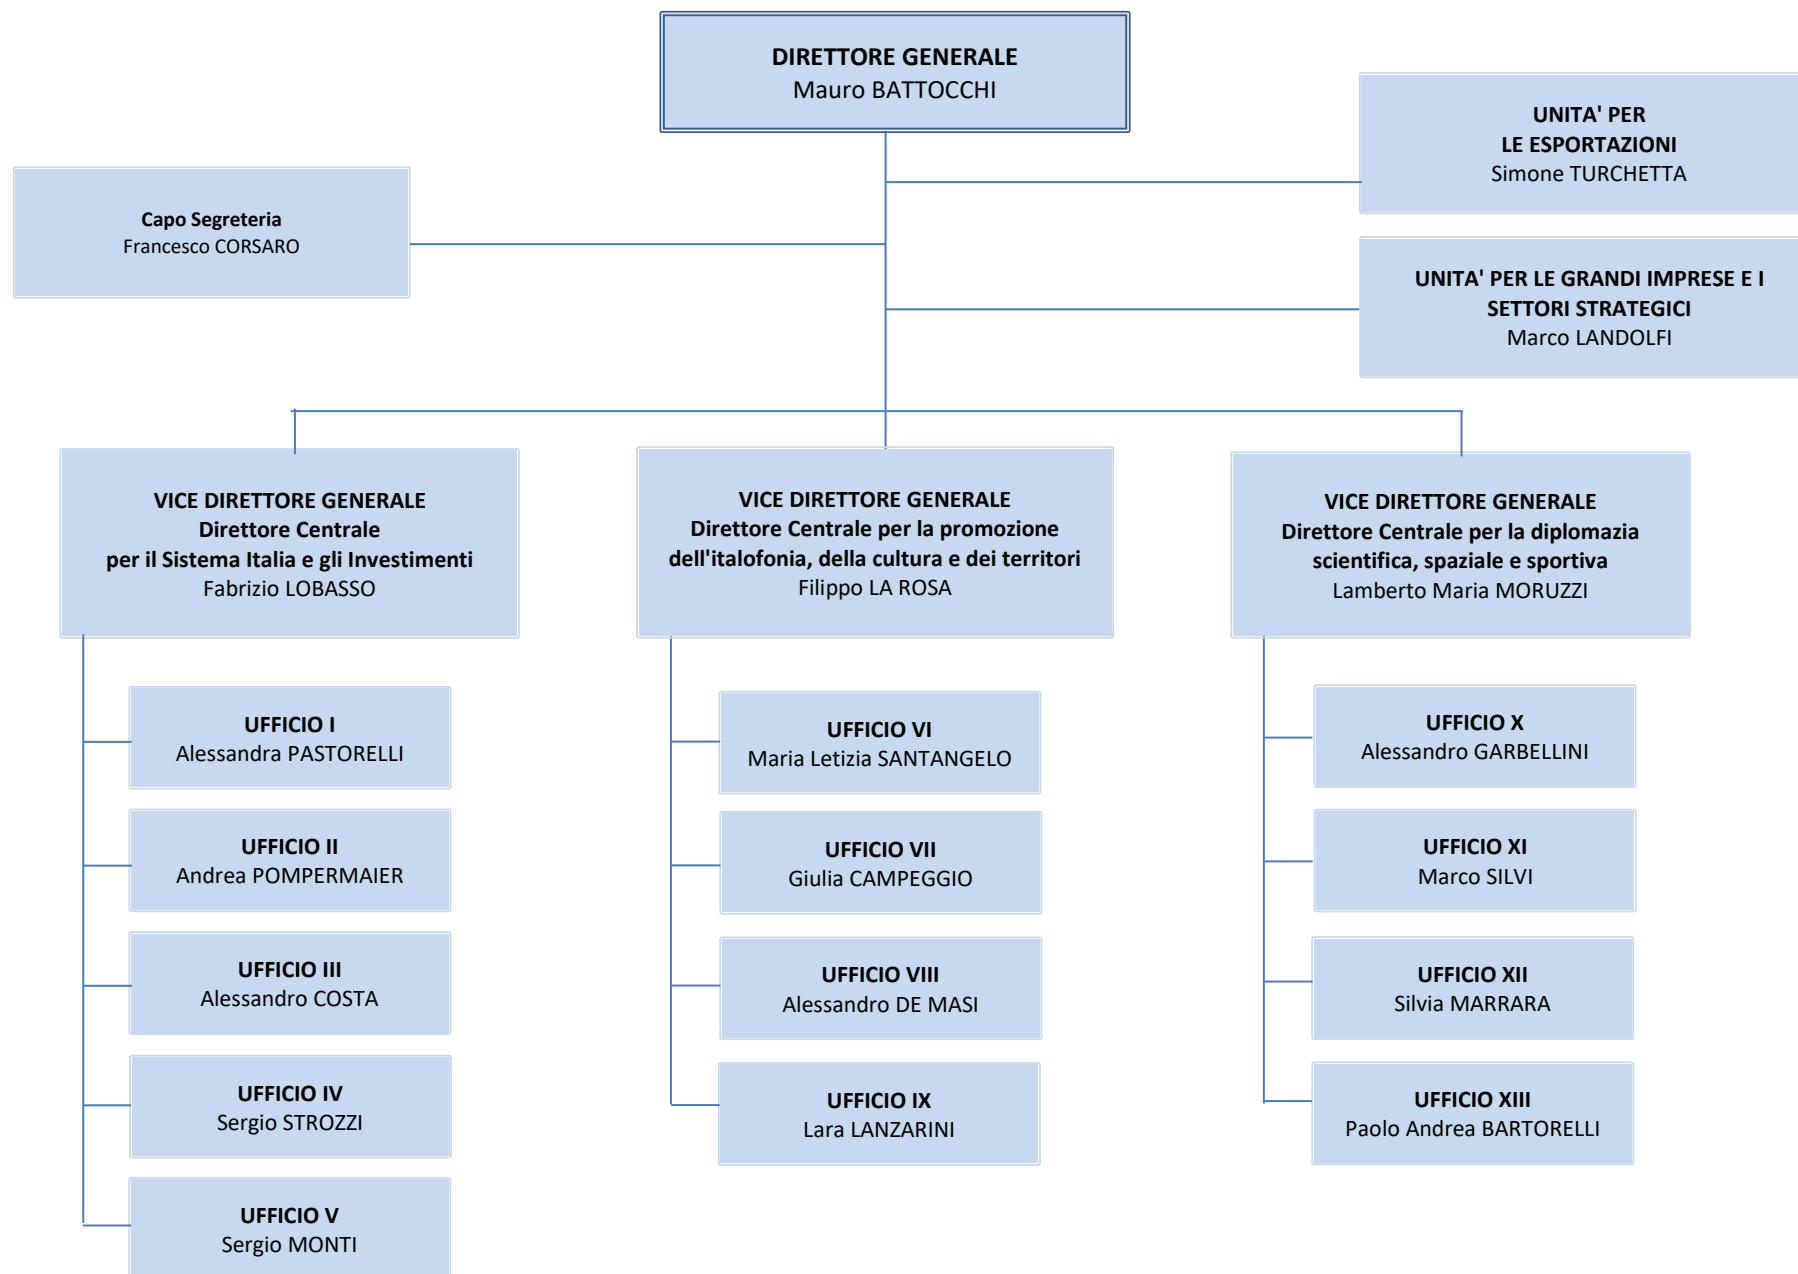 DIRETTORE GENERALE
Mauro BATTOCCHI
UNITA' PER
LE ESPORTAZIONI
Simone TURCHETTA
Capo Segreteria
Francesco CORSARO
UNITA' PER LE GRANDI IMPRESE E I
SETTORI STRATEGICI
Marco LANDOLFI
VICE DIRETTORE GENERALE
Direttore Centrale
per il Sistema Italia e gli Investimenti
Fabrizio LOBASSO
VICE DIRETTORE GENERALE
Direttore Centrale per la promozione
dell'italofonia, della cultura e dei territori
Filippo LA ROSA
VICE DIRETTORE GENERALE
Direttore Centrale per la diplomazia
scientifica, spaziale e sportiva
Lamberto Maria MORUZZI
UFFICIO I
Alessandra PASTORELLI
UFFICIO II
Andrea POMPERMAIER
UFFICIO III
Alessandro COSTA
UFFICIO IV
Sergio STROZZI
UFFICIO V
Sergio MONTI
UFFICIO VI
Maria Letizia SANTANGELO
UFFICIO VII
Giulia CAMPEGGIO
UFFICIO VIII
Alessandro DE MASI
UFFICIO IX
Lara LANZARINI
UFFICIO X
Alessandro GARBELLINI
UFFICIO XI
Marco SILVI
UFFICIO XII
Silvia MARRARA
UFFICIO XIII
Paolo Andrea BARTORELLI